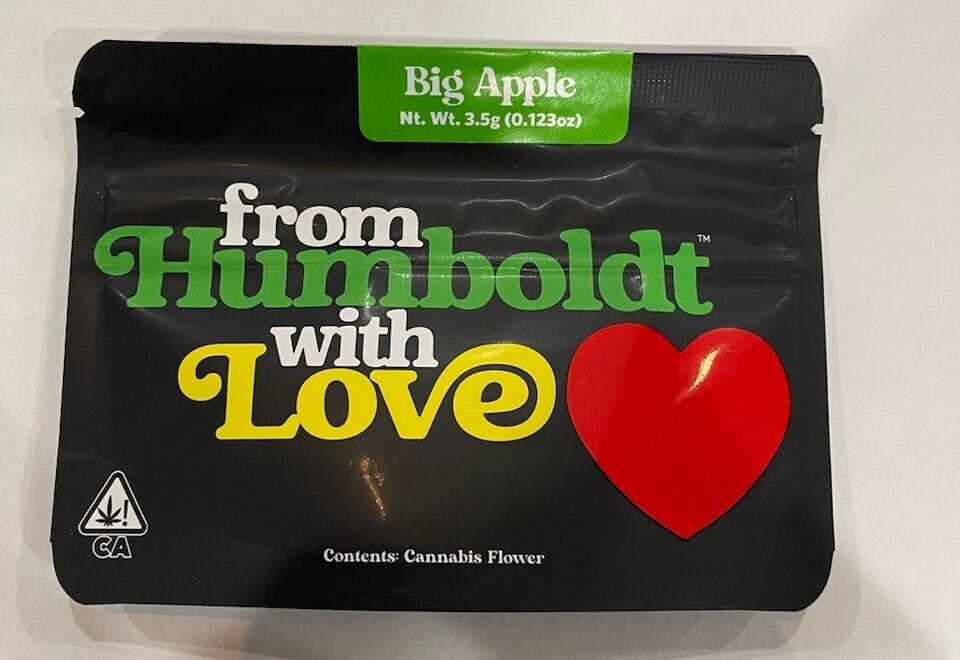 Big Apple
Nt. Wt. 3.5g (0.123oz)
from
Humboldt™
with
Love
CA
Contents: Cannabis Flower